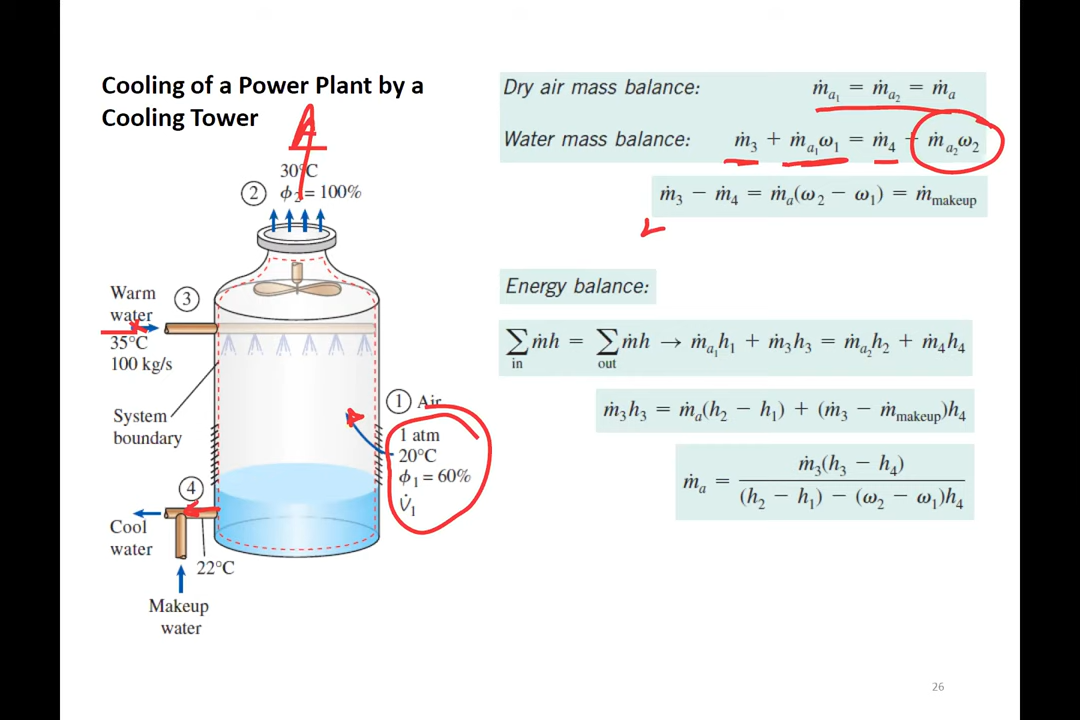 Cooling of a Power Plant by a
Cooling Tower
30°C
② ϕ₂ = 100%
Warm
water
③
35°C
100 kg/s
System
boundary
① Air
1 atm
20°C
ϕ₁ = 60%
V̇₁
④
Cool
water
22°C
Makeup
water
Dry air mass balance: ṁₐ₁ = ṁₐ₂ = ṁₐ
Water mass balance: ṁ₃ + ṁₐ₁ω₁ = ṁ₄ + ṁₐ₂ω₂
ṁ₃ − ṁ₄ = ṁₐ(ω₂ − ω₁) = ṁmakeup
Energy balance:
∑in ṁh = ∑out ṁh → ṁₐ₁h₁ + ṁ₃h₃ = ṁₐ₂h₂ + ṁ₄h₄
ṁ₃h₃ = ṁₐ(h₂ − h₁) + (ṁ₃ − ṁmakeup)h₄
ṁₐ = ṁ₃(h₃ − h₄) / (h₂ − h₁) − (ω₂ − ω₁)h₄
26